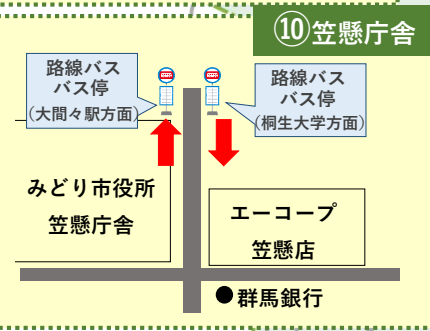 ⑩笠懸庁舎
路線バス
バス停
(大間々駅方面)
路線バス
バス停
(桐生大学方面)
みどり市役所
笠懸庁舎
エーコープ
笠懸店
●群馬銀行